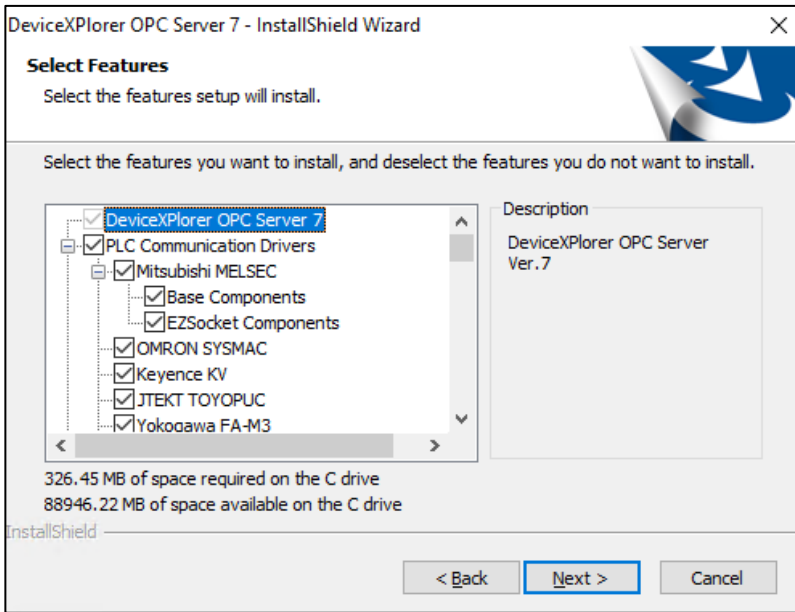 DeviceXPlorer OPC Server 7 - InstallShield Wizard
Select Features
Select the features setup will install.
Select the features you want to install, and deselect the features you do not want to install.
DeviceXPlorer OPC Server 7
PLC Communication Drivers
Mitsubishi MELSEC
Base Components
EZSocket Components
OMRON SYSMAC
Keyence KV
JTEKT TOYOPUC
Yokogawa FA-M3
Description
DeviceXPlorer OPC Server
Ver.7
326.45 MB of space required on the C drive
88946.22 MB of space available on the C drive
InstallShield
< Back
Next >
Cancel